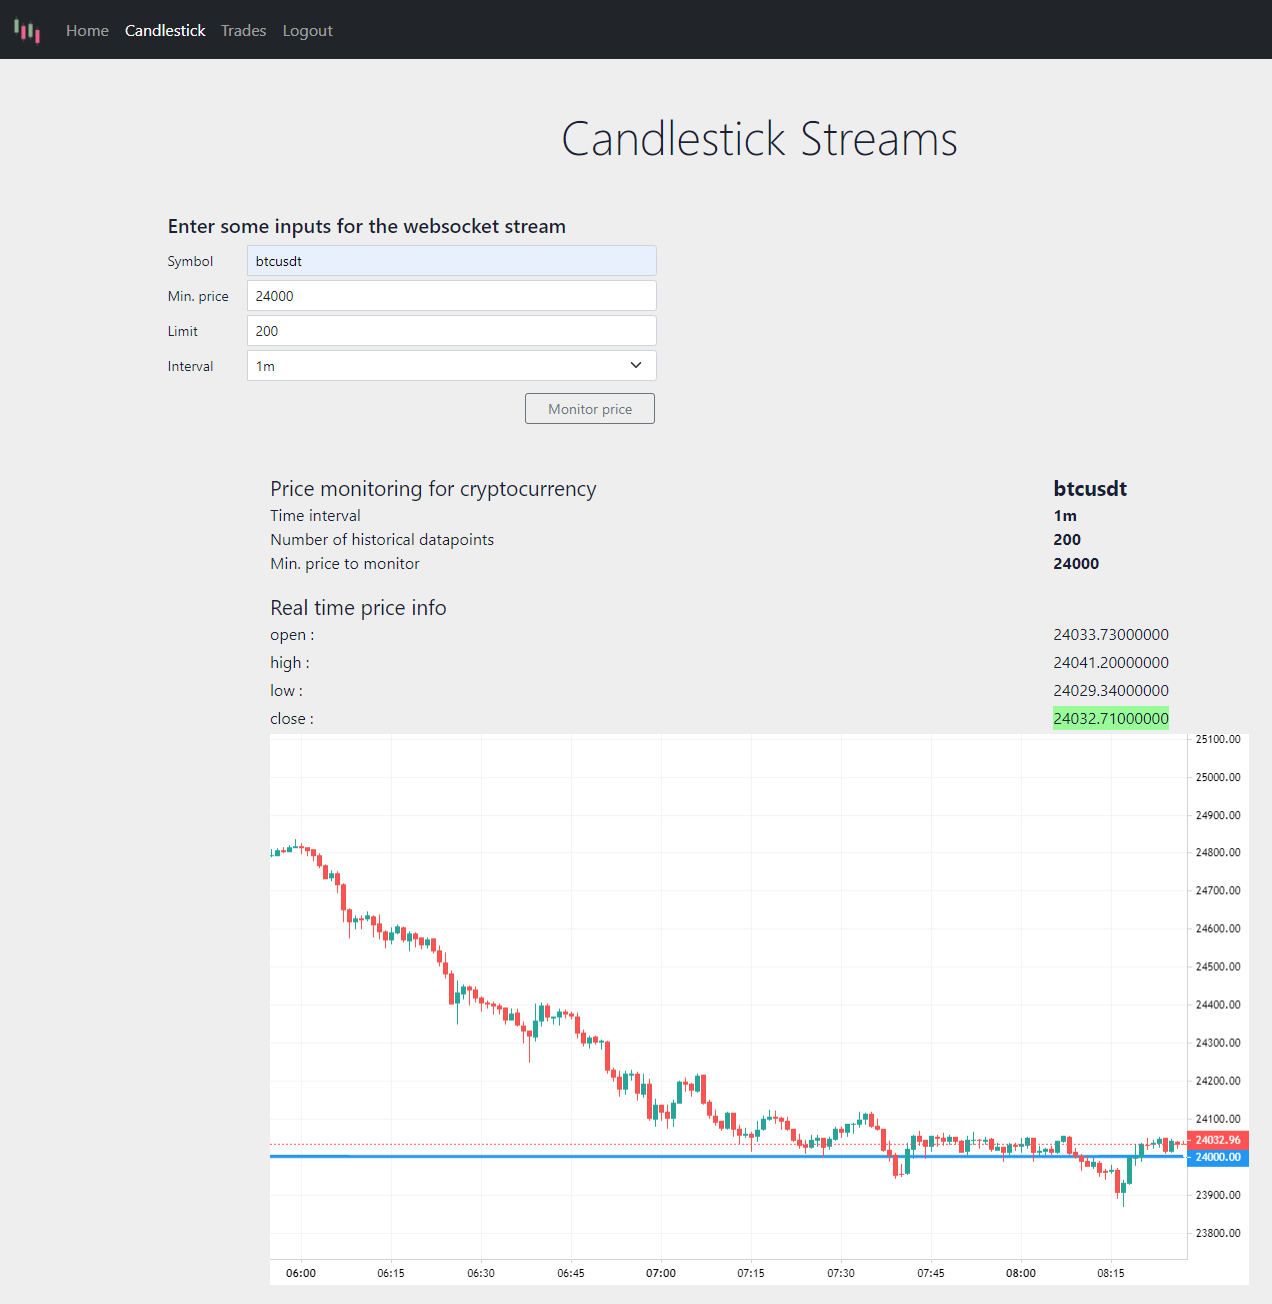 Home Candlestick Trades Logout
Candlestick Streams
Enter some inputs for the websocket stream
Symbol btcusdt
Min. price 24000
Limit 200
Interval 1m
Monitor price
Price monitoring for cryptocurrency btcusdt
Time interval 1m
Number of historical datapoints 200
Min. price to monitor 24000
Real time price info
open : 24033.73000000
high : 24041.20000000
low : 24029.34000000
close : 24032.71000000
25100.00
25000.00
24900.00
24800.00
24700.00
24600.00
24500.00
24400.00
24300.00
24200.00
24100.00
24032.96
24000.00
23900.00
23800.00
06:00 06:15 06:30 06:45 07:00 07:15 07:30 07:45 08:00 08:15